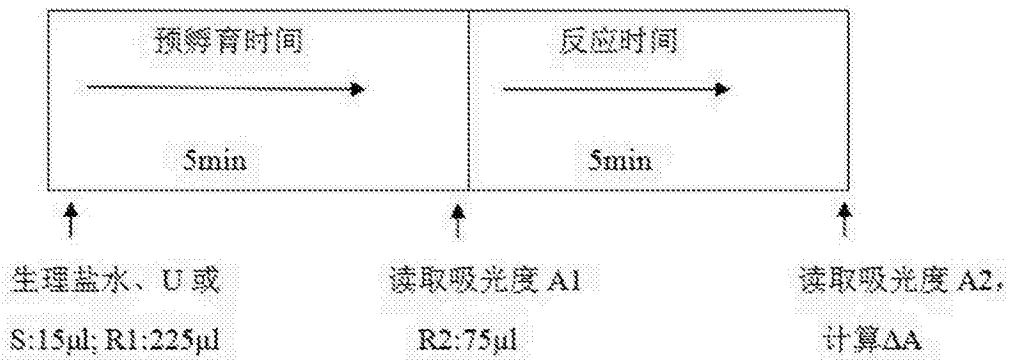 预孵育时间
反应时间
5min
5min
生理盐水、U 或
S:15μl; R1:225μl
读取吸光度 A1
R2:75μl
读取吸光度 A2,
计算ΔA